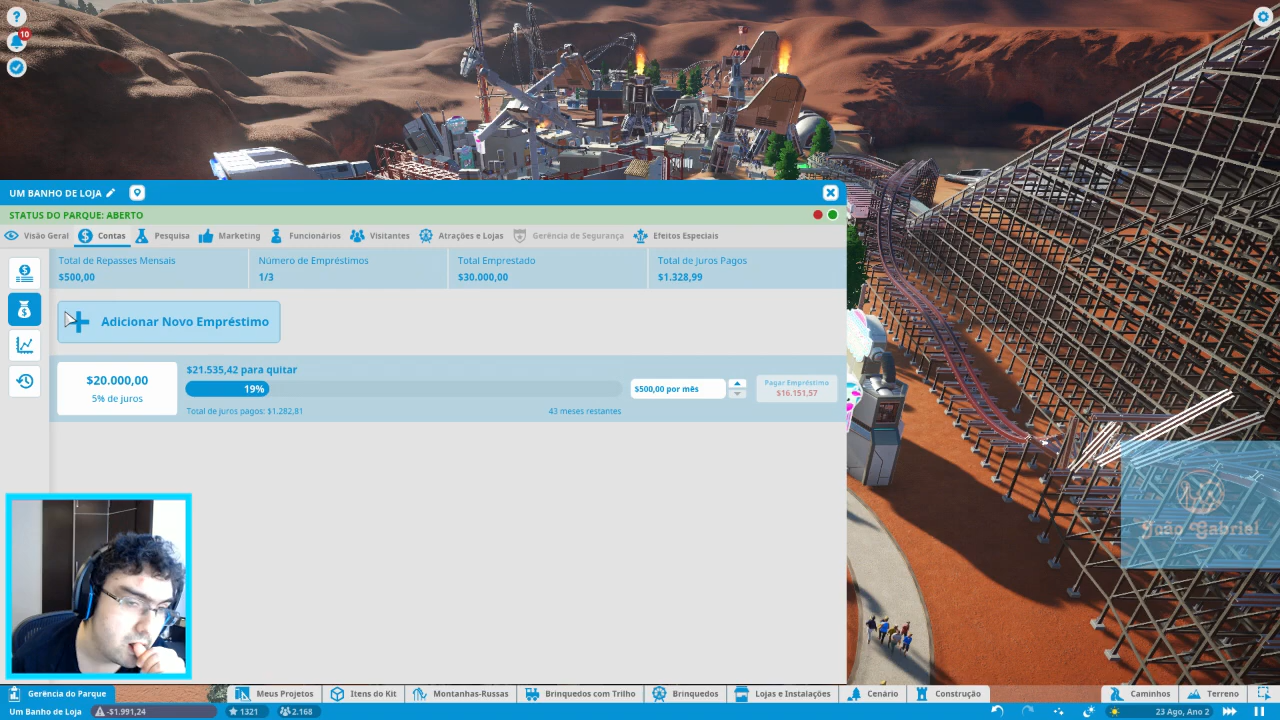 ?
10
UM BANHO DE LOJA
STATUS DO PARQUE: ABERTO
Visão Geral
Contas
Pesquisa
Marketing
Funcionários
Visitantes
Atrações e Lojas
Gerência de Segurança
Efeitos Especiais
Total de Repasses Mensais
$500,00
Número de Empréstimos
1/3
Total Emprestado
$30.000,00
Total de Juros Pagos
$1.328,99
Adicionar Novo Empréstimo
$20.000,00
5% de juros
$21.535,42 para quitar
19%
Total de juros pagos: $1.282,81
43 meses restantes
$500,00 por mês
Pagar Empréstimo
$16.151,57
João Gabriel
Gerência do Parque
Meus Projetos
Itens do Kit
Montanhas-Russas
Brinquedos com Trilho
Brinquedos
Lojas e Instalações
Cenário
Construção
Caminhos
Terreno
Um Banho de Loja
-$1.991,24
1321
2.168
23 Ago, Ano 2